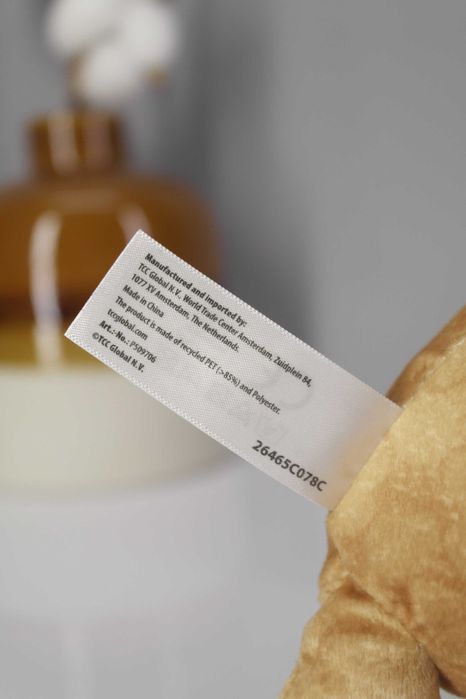 Manufactured and imported by:
TCC Global N.V., World Trade Center Amsterdam, Zuidplein 84,
1077 XV Amsterdam, The Netherlands.
Made in China
The product is made of recycled PET (>85%) and Polyester.
tccglobal.com
Art.-No.: P509706
©TCC Global N.V.
26465C078C